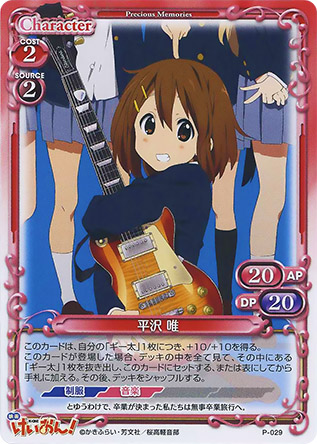 Precious Memories
Character
COST
2
SOURCE
2
20 AP
DP 20
平沢 唯
このカードは、自分の「ギー太」1枚につき、+10/+10を得る。
このカードが登場した場合、デッキの中を全て見て、その中にある
「ギー太」1枚を抜き出し、このカードにセットする、または表にしてから
手札に加える。その後、デッキをシャッフルする。
制服 音楽
とゆうわけで、卒業が決まった私たちは無事卒業旅行へ。
映画 けいおん!
©かきふらい・芳文社/桜高軽音部
P-029